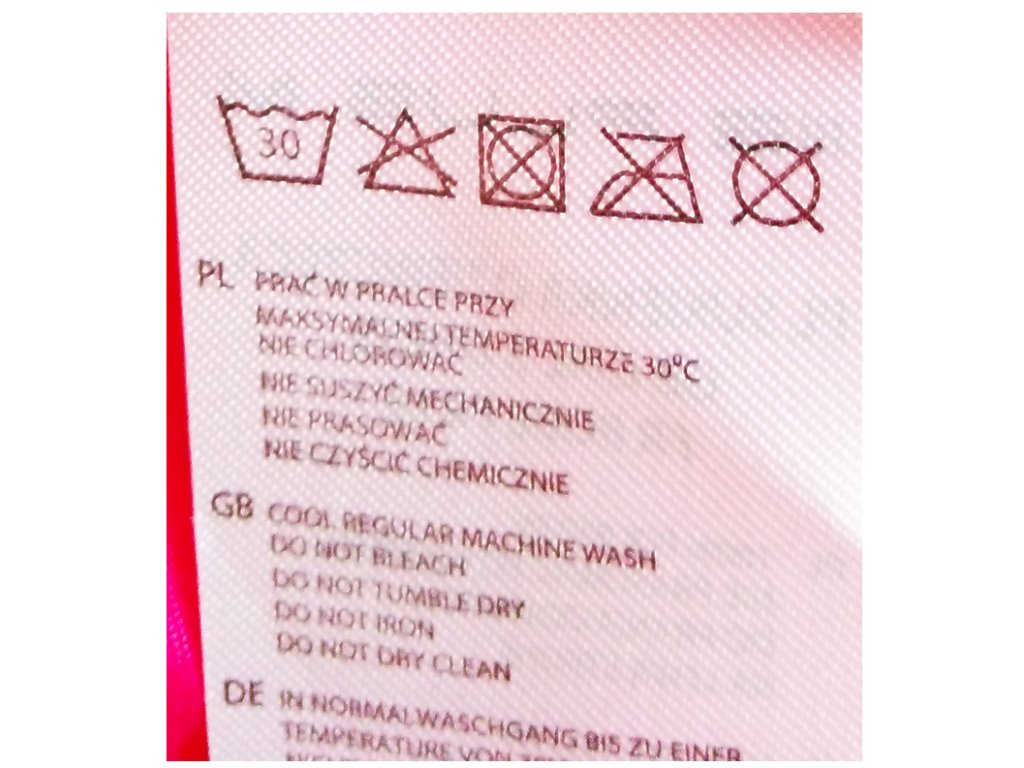 30
PL PRAĆ W PRALCE PRZY
MAKSYMALNEJ TEMPERATURZE 30°C
NIE CHLOROWAĆ
NIE SUSZYĆ MECHANICZNIE
NIE PRASOWAĆ
NIE CZYŚCIĆ CHEMICZNIE
GB COOL REGULAR MACHINE WASH
DO NOT BLEACH
DO NOT TUMBLE DRY
DO NOT IRON
DO NOT DRY CLEAN
DE IN NORMALWASCHGANG BIS ZU EINER
TEMPERATURE VON